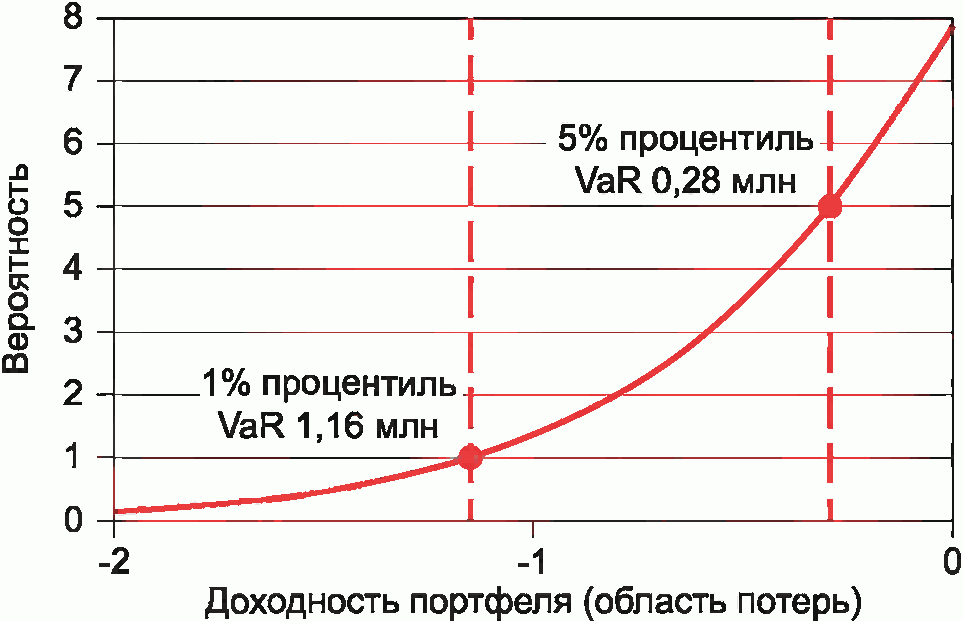 8
7
6
5
4
3
2
1
0
Вероятность
5% процентиль
VaR 0,28 млн
1% процентиль
VaR 1,16 млн
-2
-1
0
Доходность портфеля (область потерь)